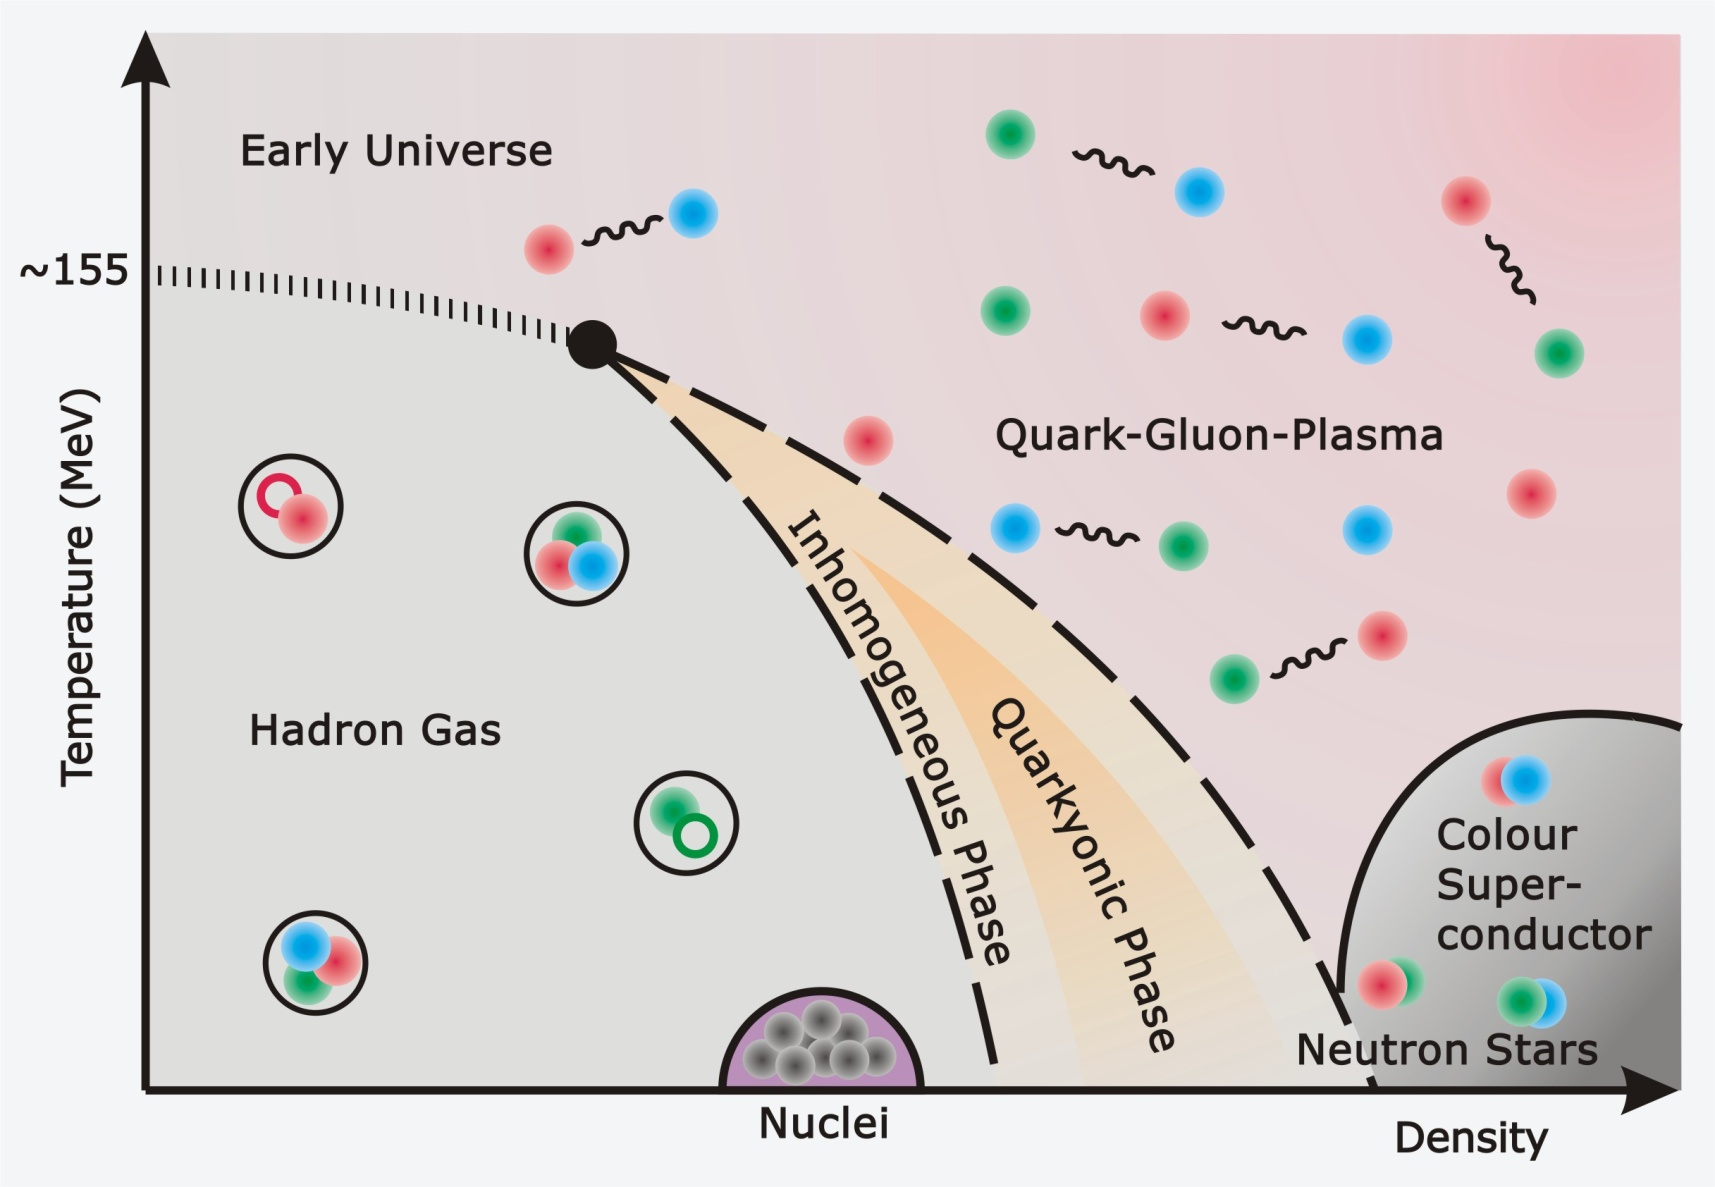 Early Universe
~155
Temperature (MeV)
Quark-Gluon-Plasma
Inhomogeneous Phase
Quarkyonic Phase
Hadron Gas
Colour
Super-
conductor
Neutron Stars
Nuclei
Density